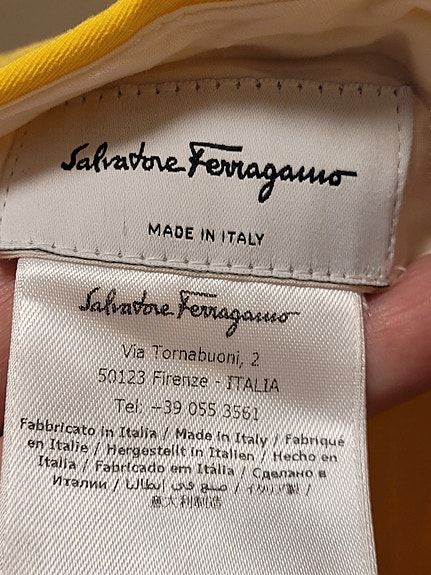 Salvatore Ferragamo
MADE IN ITALY
Salvatore Ferragamo
Via Tornabuoni, 2
50123 Firenze - ITALIA
Tel: +39 055 3561
Fabbricato in Italia / Made in Italy / Fabriqué
en Italie / Hergestellt in Italien / Hecho en
Italia / Fabricado em Itália / Сделано в
Италии / صنع في إيطاليا / イタリア製 /
意大利制造